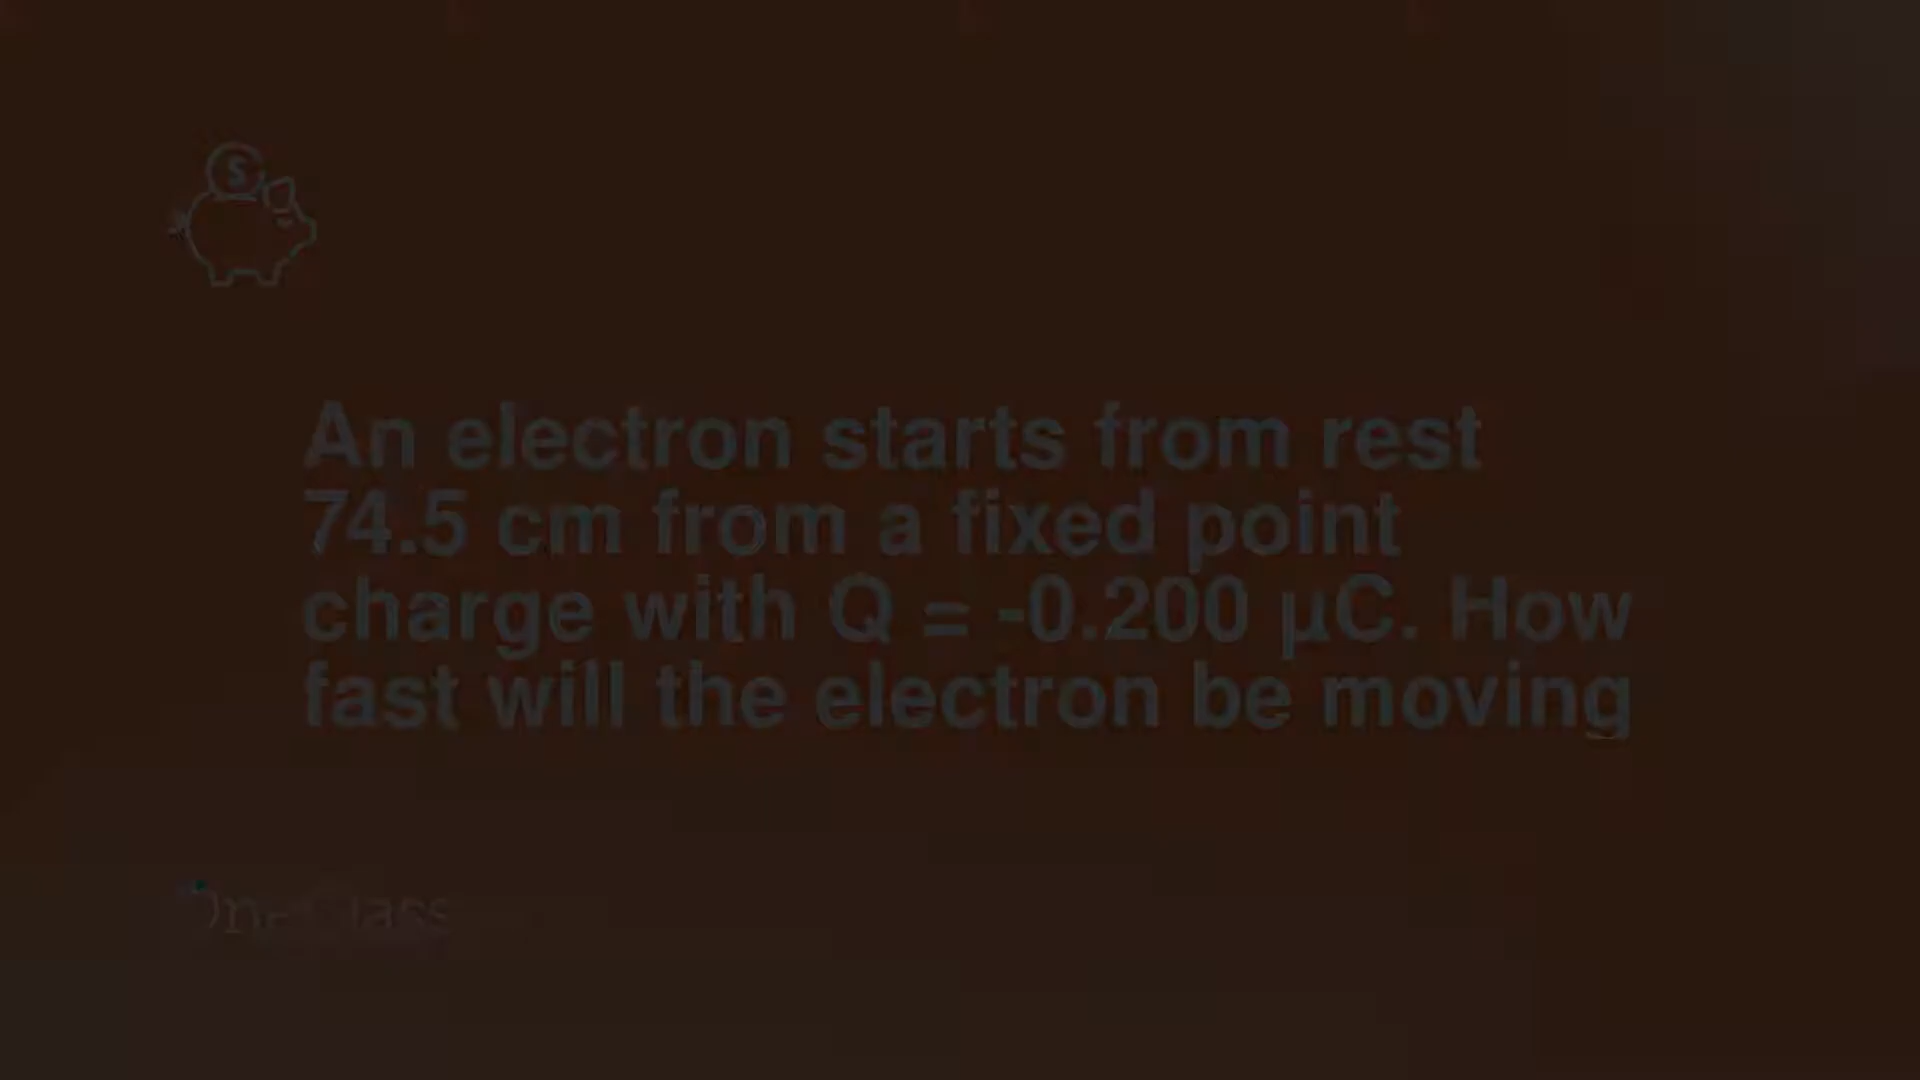 S
An electron starts from rest
74.5 cm from a fixed point
charge with Q = -0.200 µC. How
fast will the electron be moving